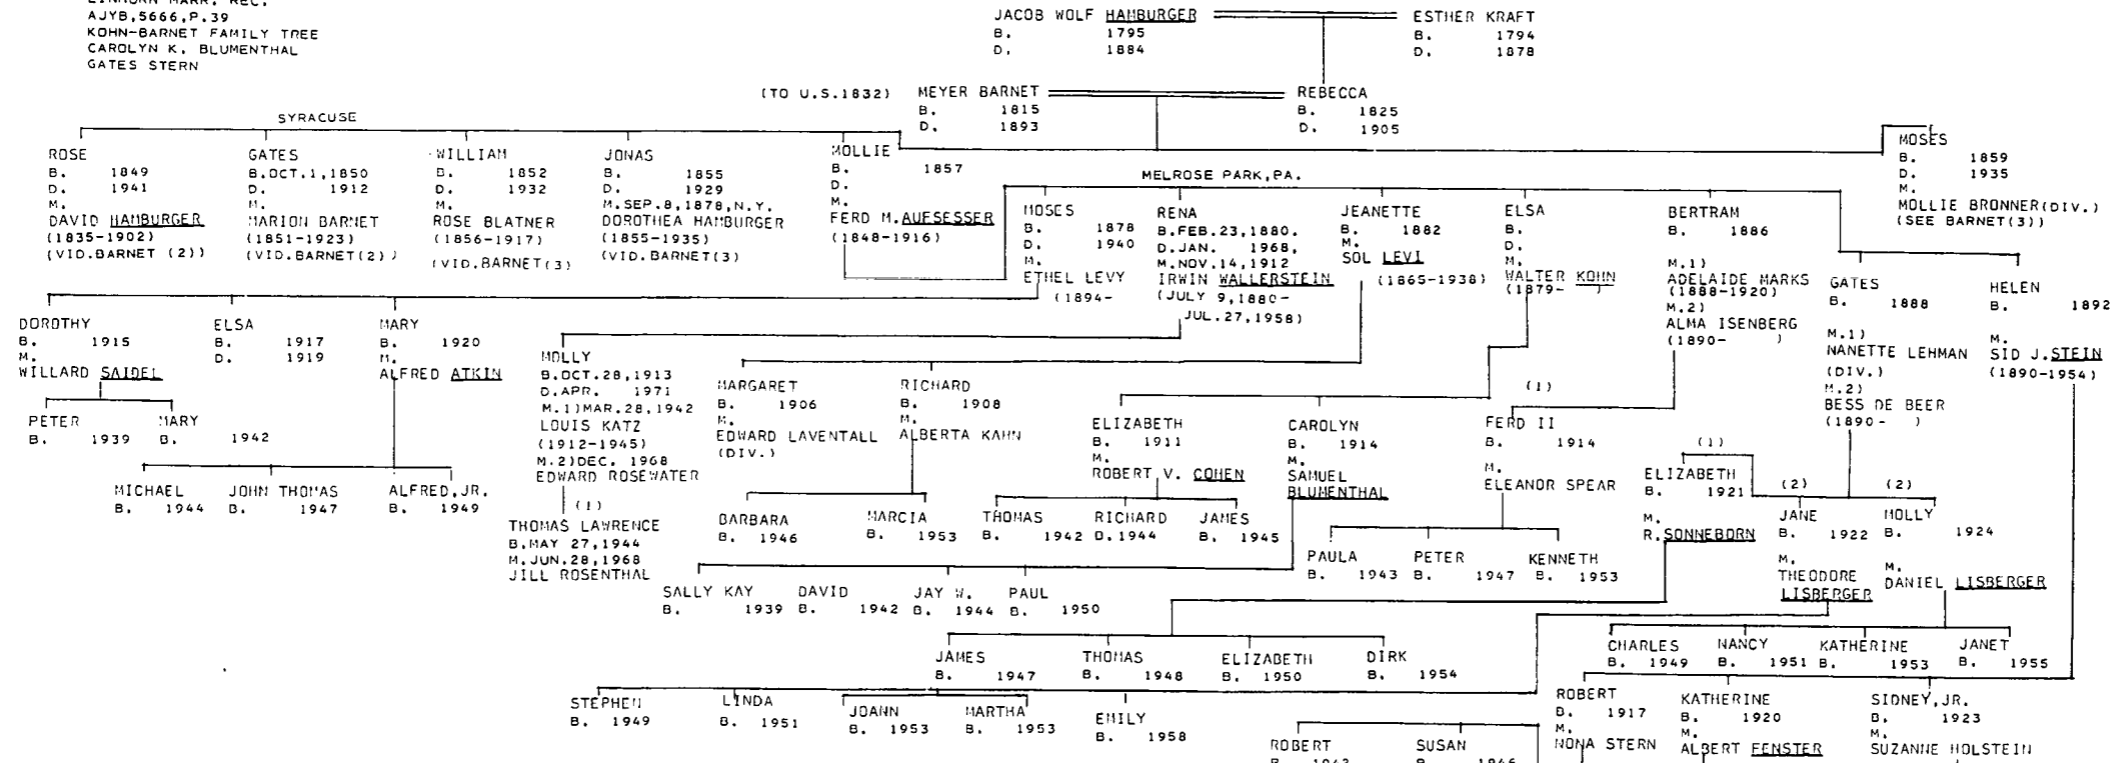 EINHORN MARR. REC.
AJYB,5666,P.39
KOHN-BARNET FAMILY TREE
CAROLYN K. BLUMENTHAL
GATES STERN
JACOB WOLF HAMBURGER
B. 1795
D. 1884
ESTHER KRAFT
B. 1794
D. 1878
(TO U.S.1832)
MEYER BARNET
B. 1815
D. 1893
REBECCA
B. 1825
D. 1905
SYRACUSE
ROSE
B. 1849
D. 1941
M.
DAVID HAMBURGER
(1835-1902)
(VID.BARNET (2))
GATES
B.OCT.1,1850
D. 1912
M.
MARION BARNET
(1851-1923)
(VID.BARNET(2))
WILLIAM
B. 1852
D. 1932
M.
ROSE BLATNER
(1856-1917)
(VID.BARNET(3)
JONAS
B. 1855
D. 1929
M.SEP.8,1878,N.Y.
DOROTHEA HAMBURGER
(1855-1935)
(VID.BARNET(3)
MOLLIE
B. 1857
D.
M.
FERD M.AUFSESSER
(1848-1916)
MOSES
B. 1859
D. 1935
M.
MOLLIE BRONNER(DIV.)
(SEE BARNET(3))
MELROSE PARK,PA.
MOSES
B. 1878
D. 1940
M.
ETHEL LEVY
(1894-
RENA
B.FEB.23,1880.
D.JAN. 1968,
M.NOV.14,1912
IRWIN WALLERSTEIN
(JULY 9,1880-
JUL.27,1958)
JEANETTE
B. 1882
M.
SOL LEVI
(1865-1938)
ELSA
B.
D.
M.
WALTER KOHN
(1879- )
BERTRAM
B. 1886
M.1)
ADELAIDE MARKS
(1888-1920)
M.2)
ALMA ISENBERG
(1890- )
GATES
B. 1888
M.1)
NANETTE LEHMAN
(DIV.)
M.2)
BESS DE BEER
(1890- )
HELEN
B. 1892
M.
SID J.STEIN
(1890-1954)
DOROTHY
B. 1915
M.
WILLARD SAIDEL
ELSA
B. 1917
D. 1919
MARY
B. 1920
M.
ALFRED ATKIN
PETER
B. 1939
MARY
B. 1942
MICHAEL
B. 1944
JOHN THOMAS
B. 1947
ALFRED,JR.
B. 1949
MOLLY
B.OCT.28,1913
D.APR. 1971
M.1)MAR.28,1942
LOUIS KATZ
(1912-1945)
M.2)DEC. 1968
EDWARD ROSEWATER
(1)
THOMAS LAWRENCE
B.MAY 27,1944
M.JUN.28,1968
JILL ROSENTHAL
MARGARET
B. 1906
M.
EDWARD LAVENTALL
(DIV.)
RICHARD
B. 1908
M.
ALBERTA KAHN
BARBARA
B. 1946
MARCIA
B. 1953
ELIZABETH
B. 1911
M.
ROBERT V. COHEN
CAROLYN
B. 1914
M.
SAMUEL
BLUMENTHAL
THOMAS
B. 1942
RICHARD
D.1944
JAMES
B. 1945
SALLY KAY
B. 1939
DAVID
B. 1942
JAY W.
B. 1944
PAUL
B. 1950
(1)
FERD II
B. 1914
M.
ELEANOR SPEAR
PAULA
B. 1943
PETER
B. 1947
KENNETH
B. 1953
(1)
ELIZABETH
B. 1921
M.
R.SONNEBORN
(2)
JANE
B. 1922
M.
THEODORE
LISBERGER
(2)
MOLLY
B. 1924
M.
DANIEL LISBERGER
JAMES
B. 1947
THOMAS
B. 1948
ELIZABETH
B. 1950
DIRK
B. 1954
CHARLES
B. 1949
NANCY
B. 1951
KATHERINE
B. 1953
JANET
B. 1955
STEPHEN
B. 1949
LINDA
B. 1951
JOANN
B. 1953
MARTHA
B. 1953
EMILY
B. 1958
ROBERT
B. 1917
M.
NONA STERN
KATHERINE
B. 1920
M.
ALBERT FENSTER
SIDNEY,JR.
B. 1923
M.
SUZANNE HOLSTEIN
ROBERT
SUSAN